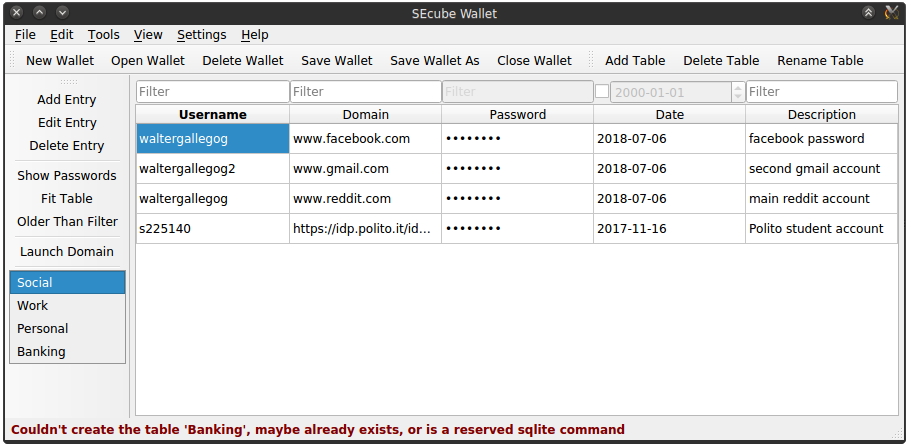 SEcube Wallet
File Edit Tools View Settings Help
New Wallet Open Wallet Delete Wallet Save Wallet Save Wallet As Close Wallet Add Table Delete Table Rename Table
Add Entry
Edit Entry
Delete Entry
Show Passwords
Fit Table
Older Than Filter
Launch Domain
Social
Work
Personal
Banking
Filter Filter Filter 2000-01-01 Filter
Username Domain Password Date Description
waltergallegog www.facebook.com •••••••• 2018-07-06 facebook password
waltergallegog2 www.gmail.com •••••••• 2018-07-06 second gmail account
waltergallegog www.reddit.com •••••••• 2018-07-06 main reddit account
s225140 https://idp.polito.it/id... •••••••• 2017-11-16 Polito student account
Couldn't create the table 'Banking', maybe already exists, or is a reserved sqlite command